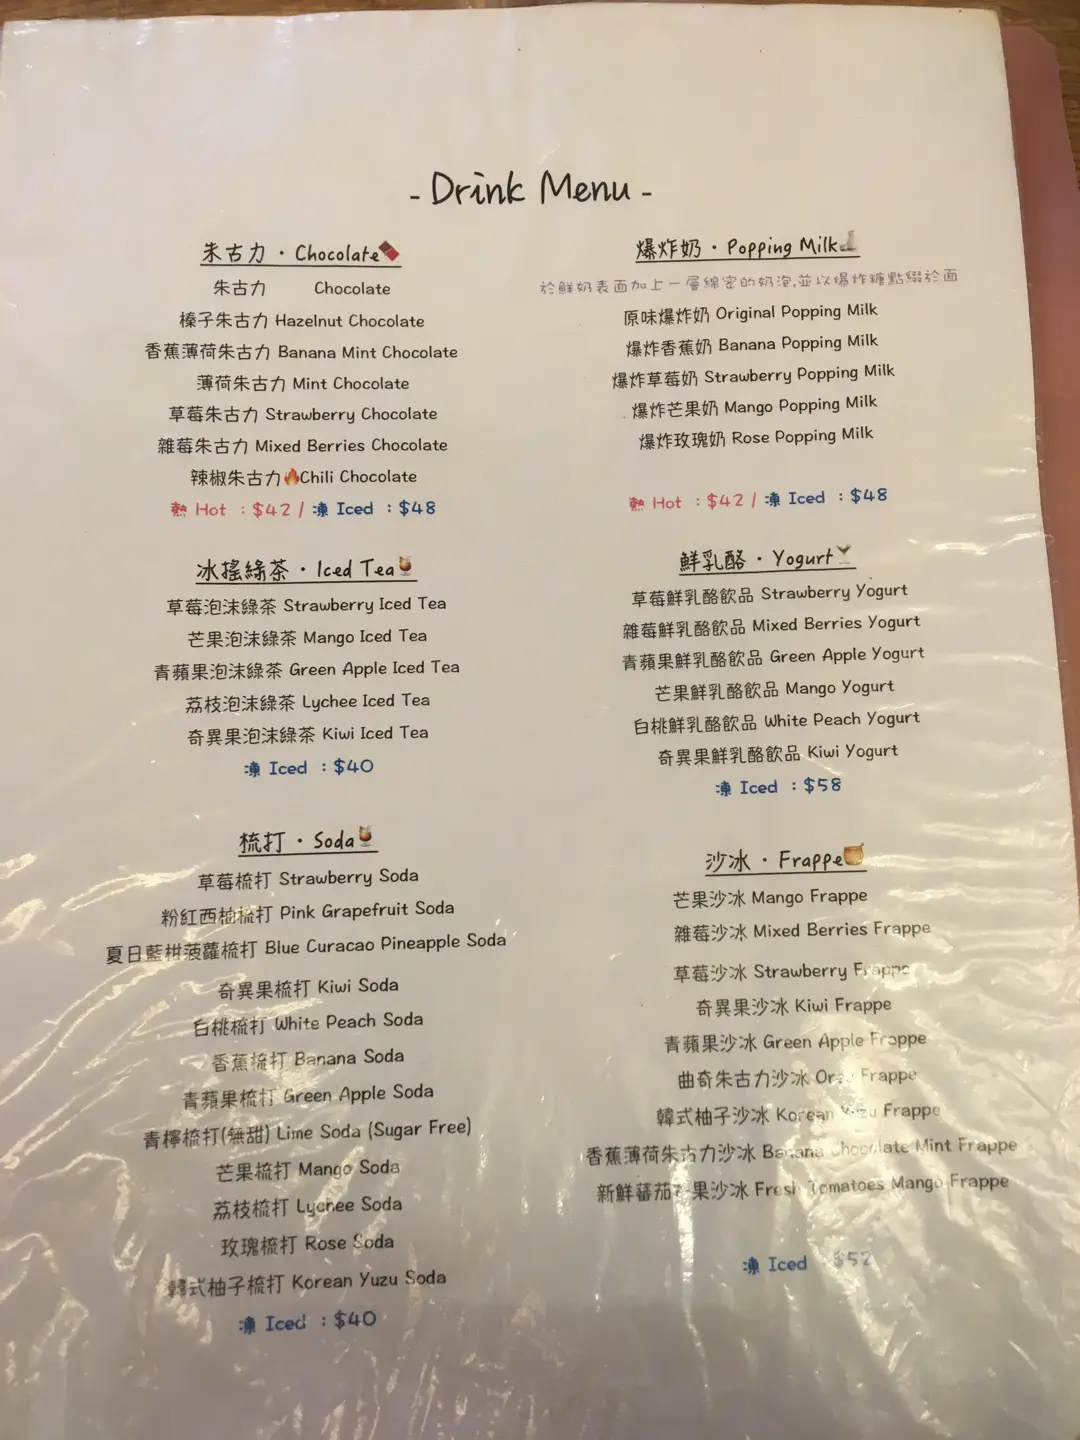 - Drink Menu -
朱古力・Chocolate
朱古力 Chocolate
榛子朱古力 Hazelnut Chocolate
香蕉薄荷朱古力 Banana Mint Chocolate
薄荷朱古力 Mint Chocolate
草莓朱古力 Strawberry Chocolate
雜莓朱古力 Mixed Berries Chocolate
辣椒朱古力🔥Chili Chocolate
熱 Hot : $42 / 凍 Iced : $48
冰搖綠茶・Iced Tea
草莓泡沫綠茶 Strawberry Iced Tea
芒果泡沫綠茶 Mango Iced Tea
青蘋果泡沫綠茶 Green Apple Iced Tea
荔枝泡沫綠茶 Lychee Iced Tea
奇異果泡沫綠茶 Kiwi Iced Tea
凍 Iced : $40
梳打・Soda
草莓梳打 Strawberry Soda
粉紅西柚梳打 Pink Grapefruit Soda
夏日藍柑菠蘿梳打 Blue Curacao Pineapple Soda
奇異果梳打 Kiwi Soda
白桃梳打 White Peach Soda
香蕉梳打 Banana Soda
青蘋果梳打 Green Apple Soda
青檸梳打(無甜) Lime Soda (Sugar Free)
芒果梳打 Mango Soda
荔枝梳打 Lychee Soda
玫瑰梳打 Rose Soda
韓式柚子梳打 Korean Yuzu Soda
凍 Iced : $40
爆炸奶・Popping Milk
於鮮奶表面加上一層綿密的奶泡,並以爆炸糖點綴於面
原味爆炸奶 Original Popping Milk
爆炸香蕉奶 Banana Popping Milk
爆炸草莓奶 Strawberry Popping Milk
爆炸芒果奶 Mango Popping Milk
爆炸玫瑰奶 Rose Popping Milk
熱 Hot : $42 / 凍 Iced : $48
鮮乳酪・Yogurt
草莓鮮乳酪飲品 Strawberry Yogurt
雜莓鮮乳酪飲品 Mixed Berries Yogurt
青蘋果鮮乳酪飲品 Green Apple Yogurt
芒果鮮乳酪飲品 Mango Yogurt
白桃鮮乳酪飲品 White Peach Yogurt
奇異果鮮乳酪飲品 Kiwi Yogurt
凍 Iced : $58
沙冰・Frappe
芒果沙冰 Mango Frappe
雜莓沙冰 Mixed Berries Frappe
草莓沙冰 Strawberry Frappe
奇異果沙冰 Kiwi Frappe
青蘋果沙冰 Green Apple Frappe
曲奇朱古力沙冰 Frappe
韓式柚子沙冰 Korean Yuzu Frappe
香蕉薄荷朱古力沙冰 Banana Chocolate Mint Frappe
新鮮蕃茄芒果沙冰 Fresh Tomatoes Mango Frappe
凍 Iced : $52